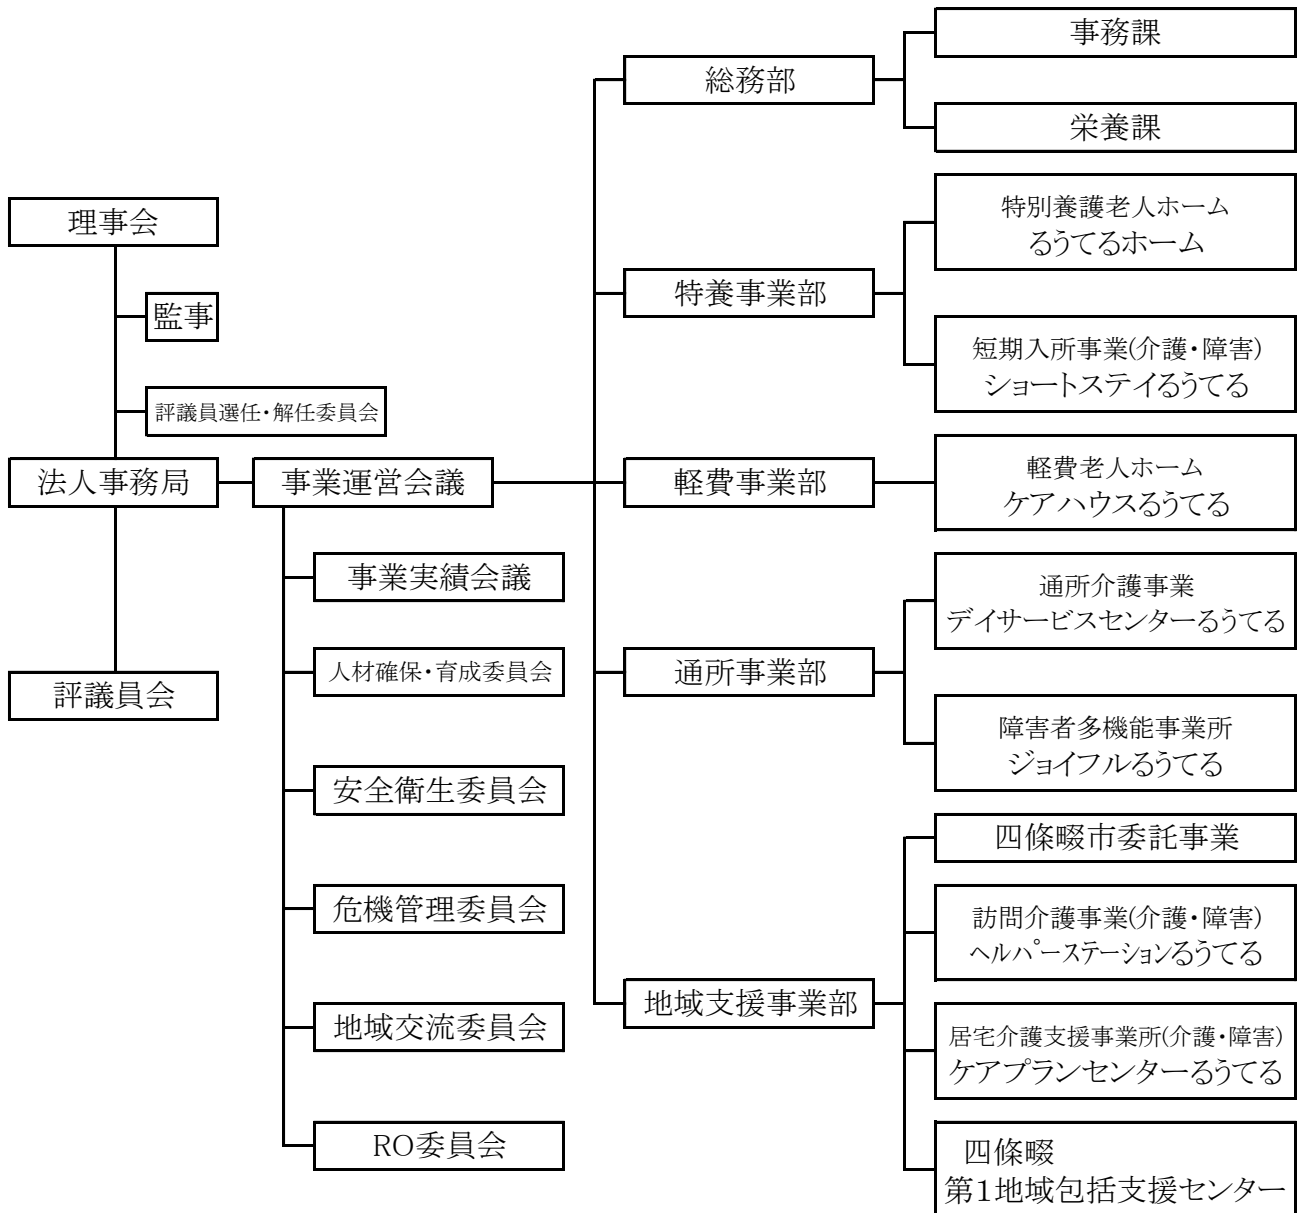 理事会
監事
評議員選任・解任委員会
法人事務局
評議員会
事業運営会議
事業実績会議
人材確保・育成委員会
安全衛生委員会
危機管理委員会
地域交流委員会
RO委員会
総務部
事務課
栄養課
特養事業部
特別養護老人ホーム
るうてるホーム
短期入所事業(介護・障害)
ショートステイるうてる
軽費事業部
軽費老人ホーム
ケアハウスるうてる
通所事業部
通所介護事業
デイサービスセンターるうてる
障害者多機能事業所
ジョイフルるうてる
地域支援事業部
四條畷市委託事業
訪問介護事業(介護・障害)
ヘルパーステーションるうてる
居宅介護支援事業所(介護・障害)
ケアプランセンターるうてる
四條畷
第1地域包括支援センター